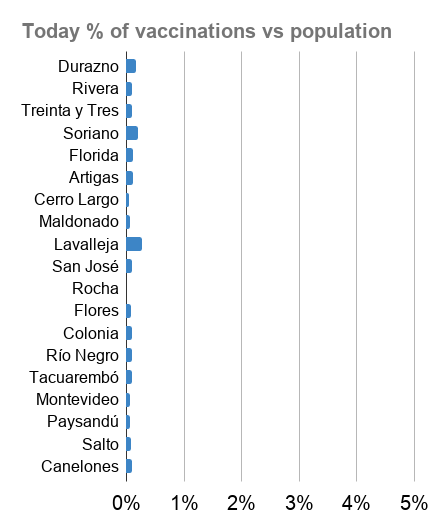 Today % of vaccinations vs population
Durazno
Rivera
Treinta y Tres
Soriano
Florida
Artigas
Cerro Largo
Maldonado
Lavalleja
San José
Rocha
Flores
Colonia
Río Negro
Tacuarembó
Montevideo
Paysandú
Salto
Canelones
0% 1% 2% 3% 4% 5%